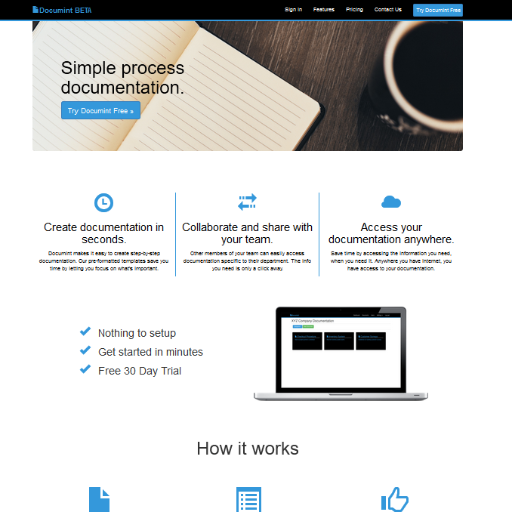 Documint BETA
Sign In Features Pricing Contact Us Try Documint Free
Simple process
documentation.
Try Documint Free »
Create documentation in
seconds.
Documint makes it easy to create step-by-step
documentation. Our pre-formatted templates save you
time by letting you focus on what's important.
Collaborate and share with
your team.
Other members of your team can easily access
documentation specific to their department. The info
you need is only a click away.
Access your
documentation anywhere.
Save time by accessing the information you need,
when you need it. Anywhere you have internet, you
have access to your documentation.
Nothing to setup
Get started in minutes
Free 30 Day Trial
XYZ Company Documentation
How it works